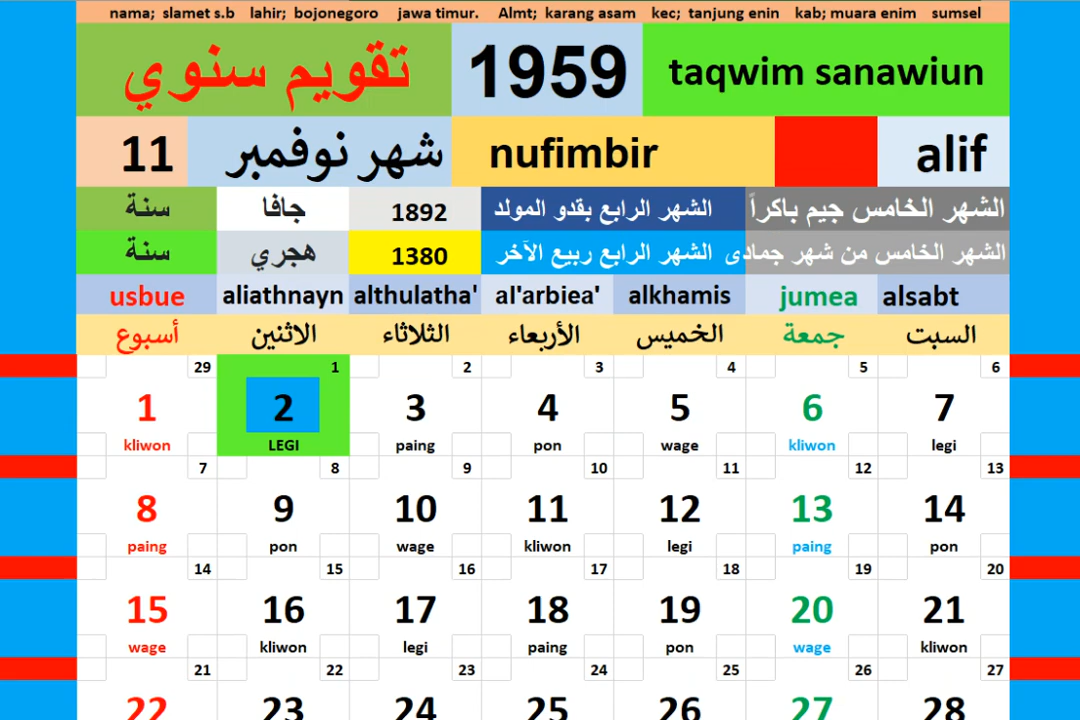 nama; slamet s.b lahir; bojonegoro jawa timur. Almt; karang asam kec; tanjung enin kab; muara enim sumsel
تقويم سنوي 1959 taqwim sanawiun
11 شهر نوفمبر nufimbir alif
سنة جافا 1892 الشهر الرابع بقدو المولد الشهر الخامس جيم باكراً
سنة هجري 1380 الشهر الرابع ربيع الآخر الشهر الخامس من شهر جمادى
usbue aliathnayn althulatha' al'arbiea' alkhamis jumea alsabt
أسبوع الاثنين الثلاثاء الأربعاء الخميس جمعة السبت
29 1 2 3 4 5 6
1 2 3 4 5 6 7
kliwon LEGI paing pon wage kliwon legi
7 8 9 10 11 12 13
8 9 10 11 12 13 14
paing pon wage kliwon legi paing pon
14 15 16 17 18 19 20
15 16 17 18 19 20 21
wage kliwon legi paing pon wage kliwon
21 22 23 24 25 26 27
22 23 24 25 26 27 28